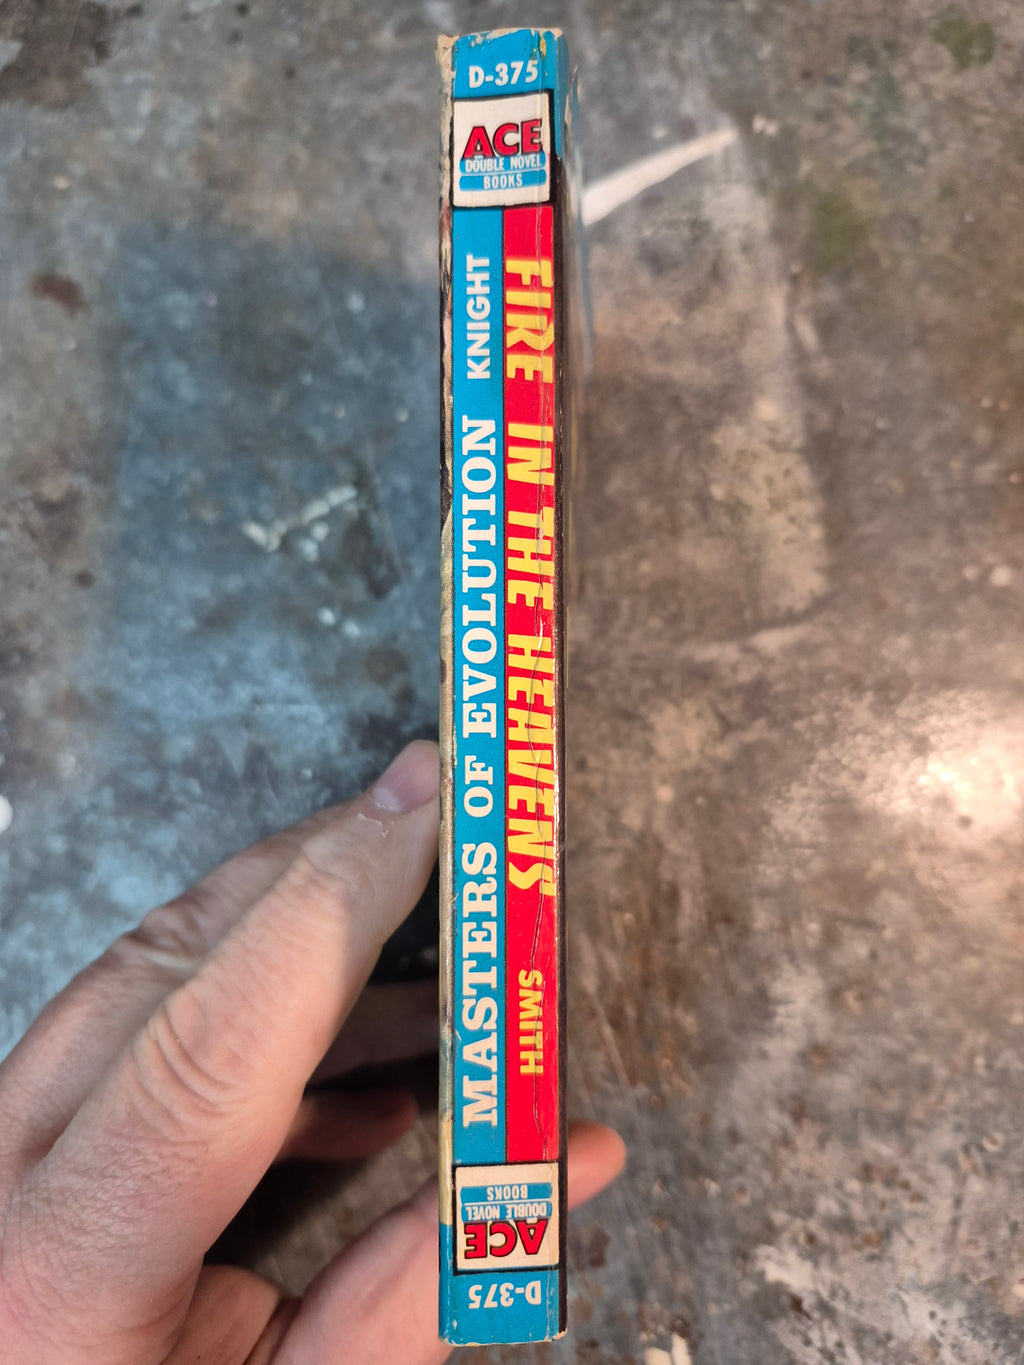 D-375
ACE
DOUBLE NOVEL
BOOKS
MASTERS OF EVOLUTION KNIGHT
FIRE IN THE HEAVENS SMITH
ACE
DOUBLE NOVEL
BOOKS
D-375